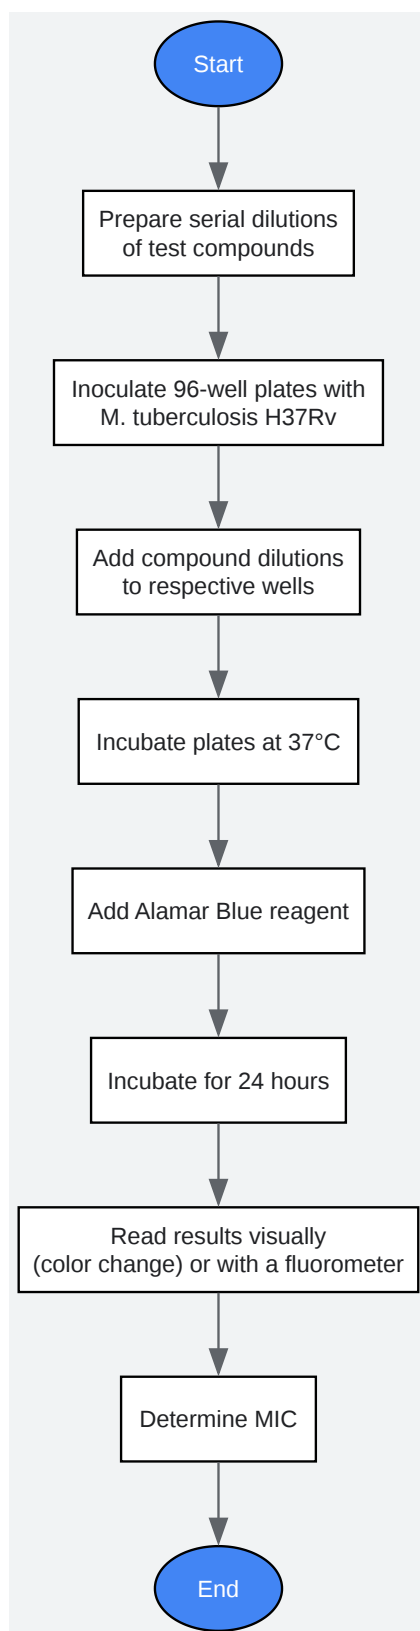 Start
Prepare serial dilutions
of test compounds
Inoculate 96-well plates with
M. tuberculosis H37Rv
Add compound dilutions
to respective wells
Incubate plates at 37°C
Add Alamar Blue reagent
Incubate for 24 hours
Read results visually
(color change) or with a fluorometer
Determine MIC
End